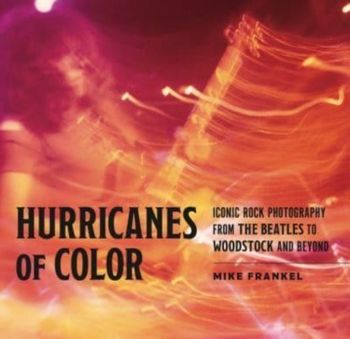 HURRICANES
OF COLOR
ICONIC ROCK PHOTOGRAPHY
FROM THE BEATLES TO
WOODSTOCK AND BEYOND
MIKE FRANKEL